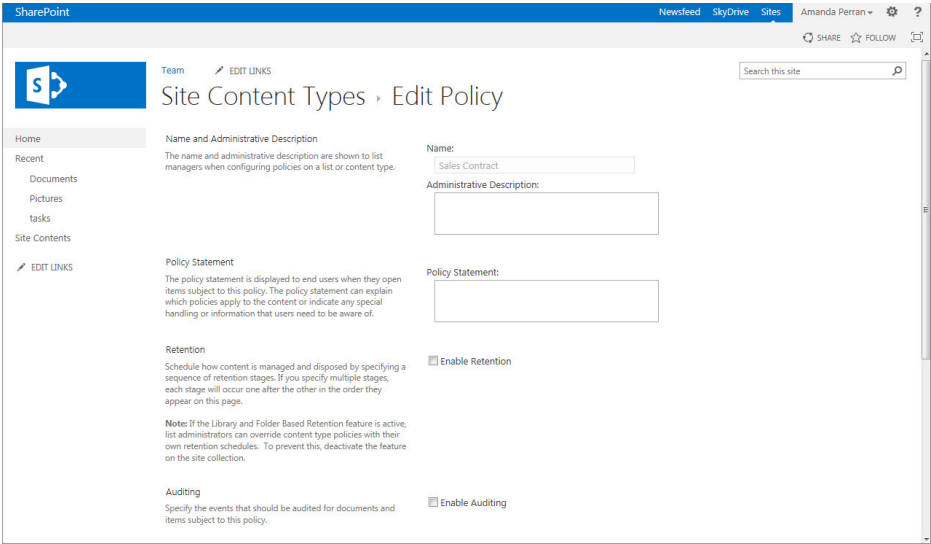 SharePoint
Newsfeed SkyDrive Sites Amanda Perran ?
SHARE FOLLOW
S
Team EDIT LINKS
Search this site
Site Content Types › Edit Policy
Home
Recent
Documents
Pictures
tasks
Site Contents
EDIT LINKS
Name and Administrative Description
The name and administrative description are shown to list
managers when configuring policies on a list or content type.
Name:
Sales Contract
Administrative Description:
Policy Statement
The policy statement is displayed to end users when they open
items subject to this policy. The policy statement can explain
which policies apply to the content or indicate any special
handling or information that users need to be aware of.
Policy Statement:
Retention
Schedule how content is managed and disposed by specifying a
sequence of retention stages. If you specify multiple stages,
each stage will occur one after the other in the order they
appear on this page.
Note: If the Library and Folder Based Retention feature is active,
list administrators can override content type policies with their
own retention schedules. To prevent this, deactivate the feature
on the site collection.
Enable Retention
Auditing
Specify the events that should be audited for documents and
items subject to this policy.
Enable Auditing